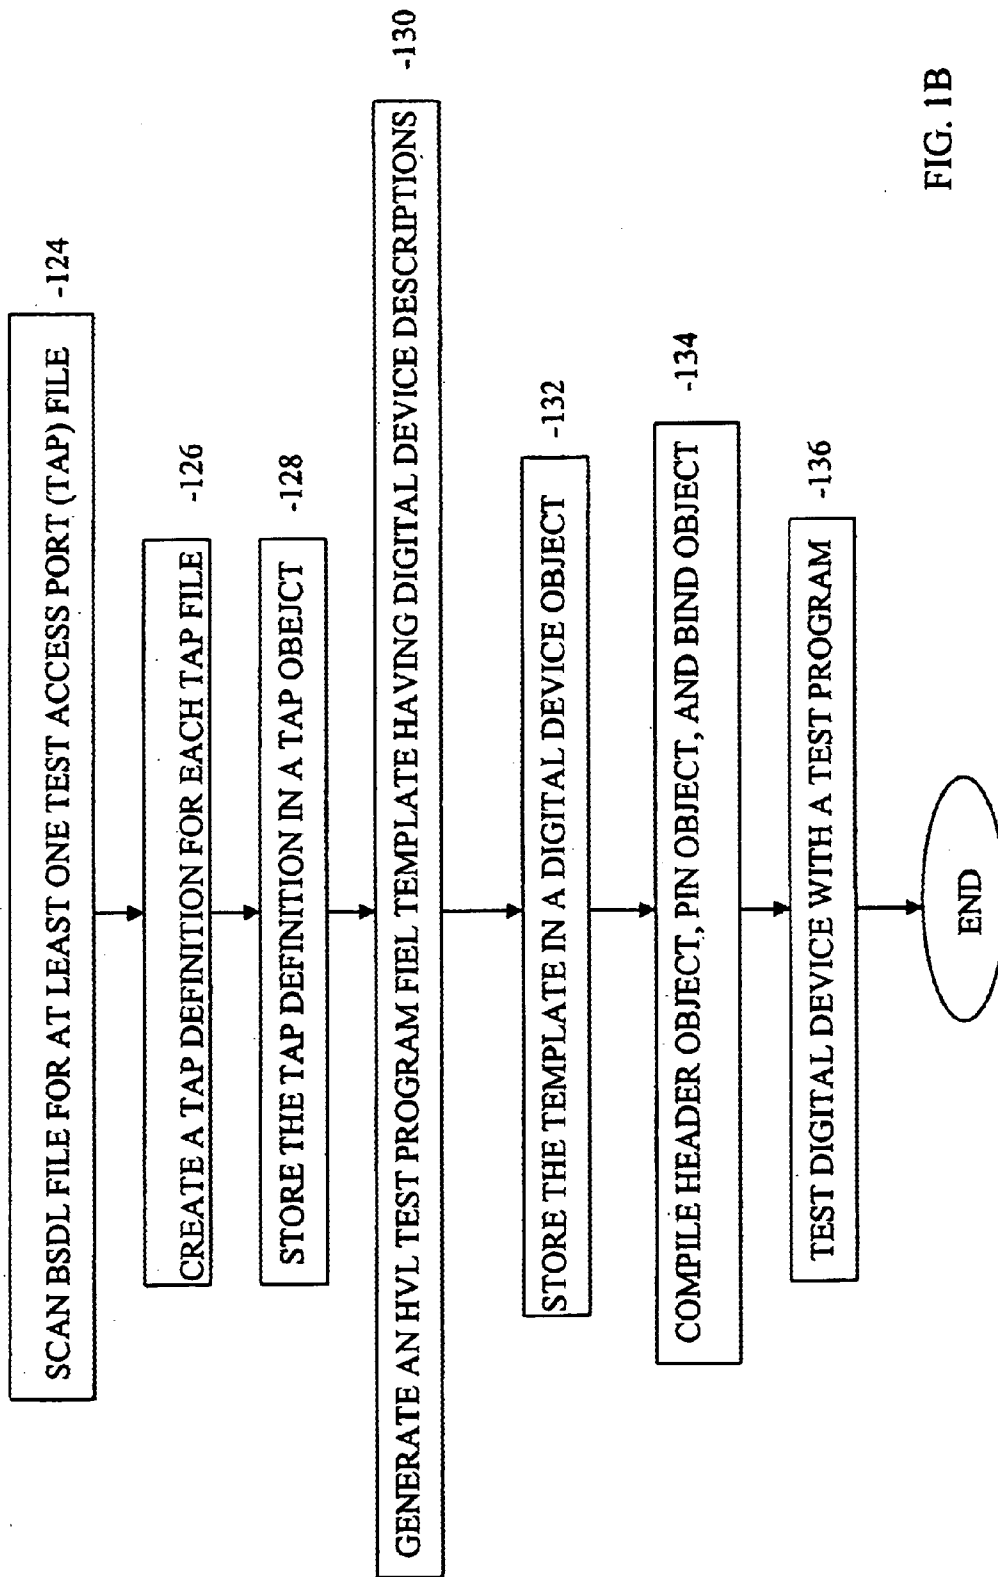 SCAN BSDL FILE FOR AT LEAST ONE TEST ACCESS PORT (TAP) FILE -124
CREATE A TAP DEFINITION FOR EACH TAP FILE -126
STORE THE TAP DEFINITION IN A TAP OBEJCT -128
GENERATE AN HVL TEST PROGRAM FIEL TEMPLATE HAVING DIGITAL DEVICE DESCRIPTIONS -130
STORE THE TEMPLATE IN A DIGITAL DEVICE OBJECT -132
COMPILE HEADER OBJECT, PIN OBJECT, AND BIND OBJECT -134
TEST DIGITAL DEVICE WITH A TEST PROGRAM -136
END
FIG. 1B